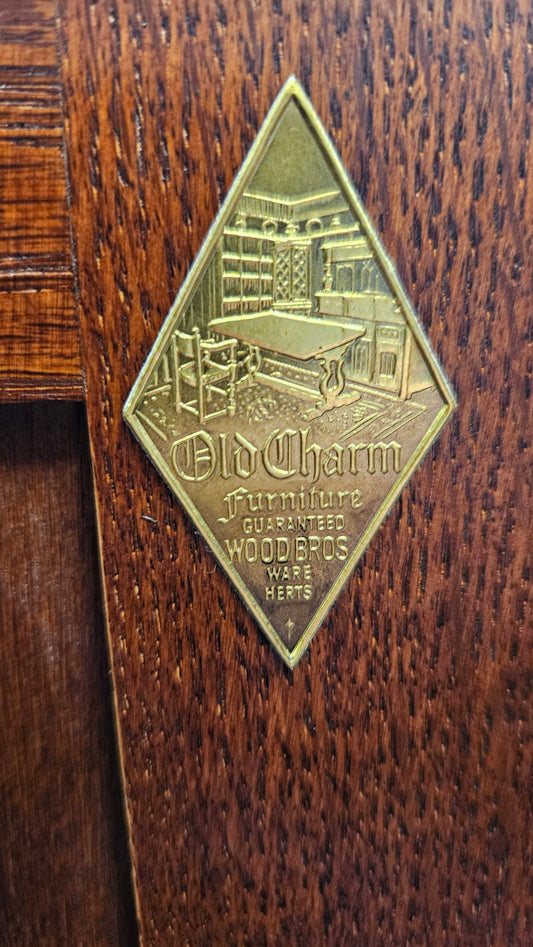 Old Charm
Furniture
GUARANTEED
WOOD BROS.
WARE
HERTS